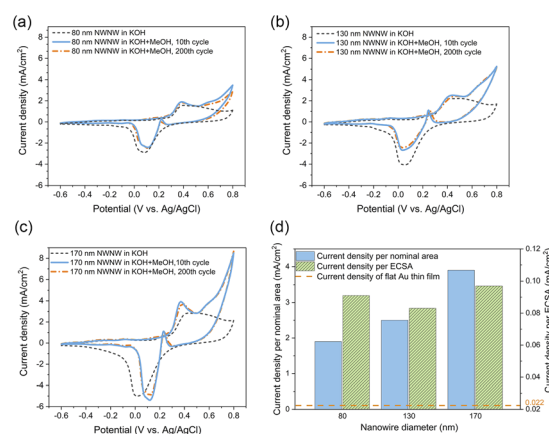 (a)
80 nm NWNW in KOH
80 nm NWNW in KOH+MeOH, 10th cycle
80 nm NWNW in KOH+MeOH, 200th cycle
Current density (mA/cm²)
8
6
4
2
0
-2
-4
-6
-0.6 -0.4 -0.2 0.0 0.2 0.4 0.6 0.8
Potential (V vs. Ag/AgCl)
(b)
130 nm NWNW in KOH
130 nm NWNW in KOH+MeOH, 10th cycle
130 nm NWNW in KOH+MeOH, 200th cycle
Current density (mA/cm²)
8
6
4
2
0
-2
-4
-6
-0.6 -0.4 -0.2 0.0 0.2 0.4 0.6 0.8
Potential (V vs. Ag/AgCl)
(c)
170 nm NWNW in KOH
170 nm NWNW in KOH+MeOH,10th cycle
170 nm NWNW in KOH+MeOH, 200th cycle
Current density (mA/cm²)
8
6
4
2
0
-2
-4
-6
-0.6 -0.4 -0.2 0.0 0.2 0.4 0.6 0.8
Potential (V vs. Ag/AgCl)
(d)
Current density per nominal area
Current density per ECSA
Current density of flat Au thin film
Current density per nominal area (mA/cm²)
4
3
2
1
0
80 130 170
Nanowire diameter (nm)
0.12
0.10
0.08
0.06
0.04
0.022
0.02
Current density per ECSA (mA/cm²)